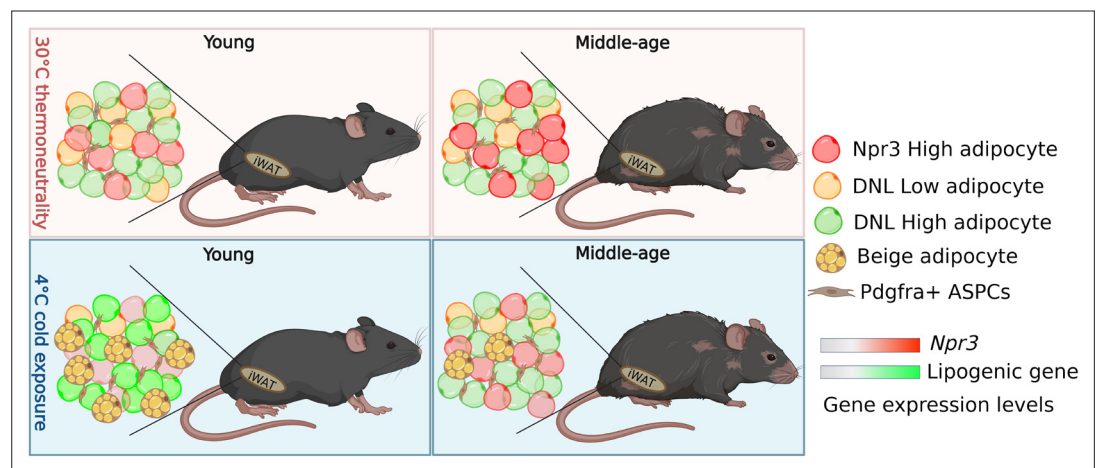 30°C thermoneutrality
Young
Middle-age
iWAT
iWAT
4°C cold exposure
Young
Middle-age
iWAT
iWAT
Npr3 High adipocyte
DNL Low adipocyte
DNL High adipocyte
Beige adipocyte
Pdgfra+ ASPCs
Npr3
Lipogenic gene
Gene expression levels